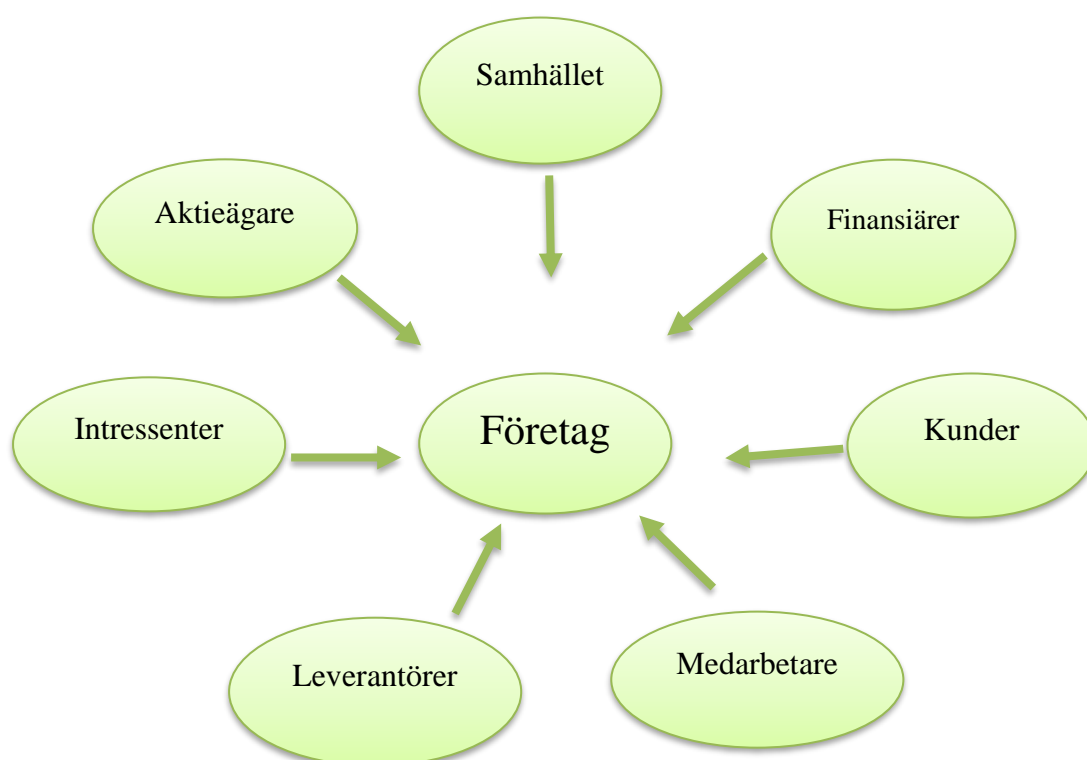 Samhället
Aktieägare
Finansiärer
Intressenter
Företag
Kunder
Leverantörer
Medarbetare